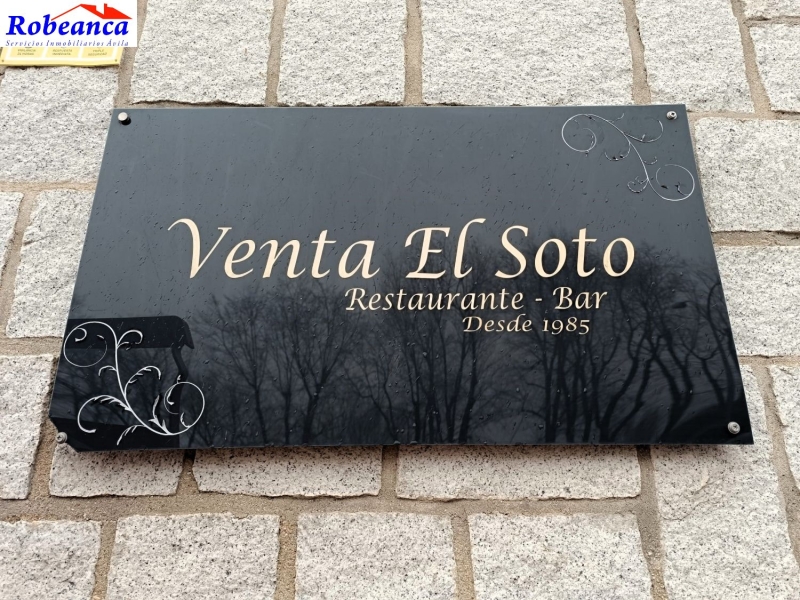 Robeanca
Servicios Inmobiliarios Ávila
Venta El Soto
Restaurante - Bar
Desde 1985